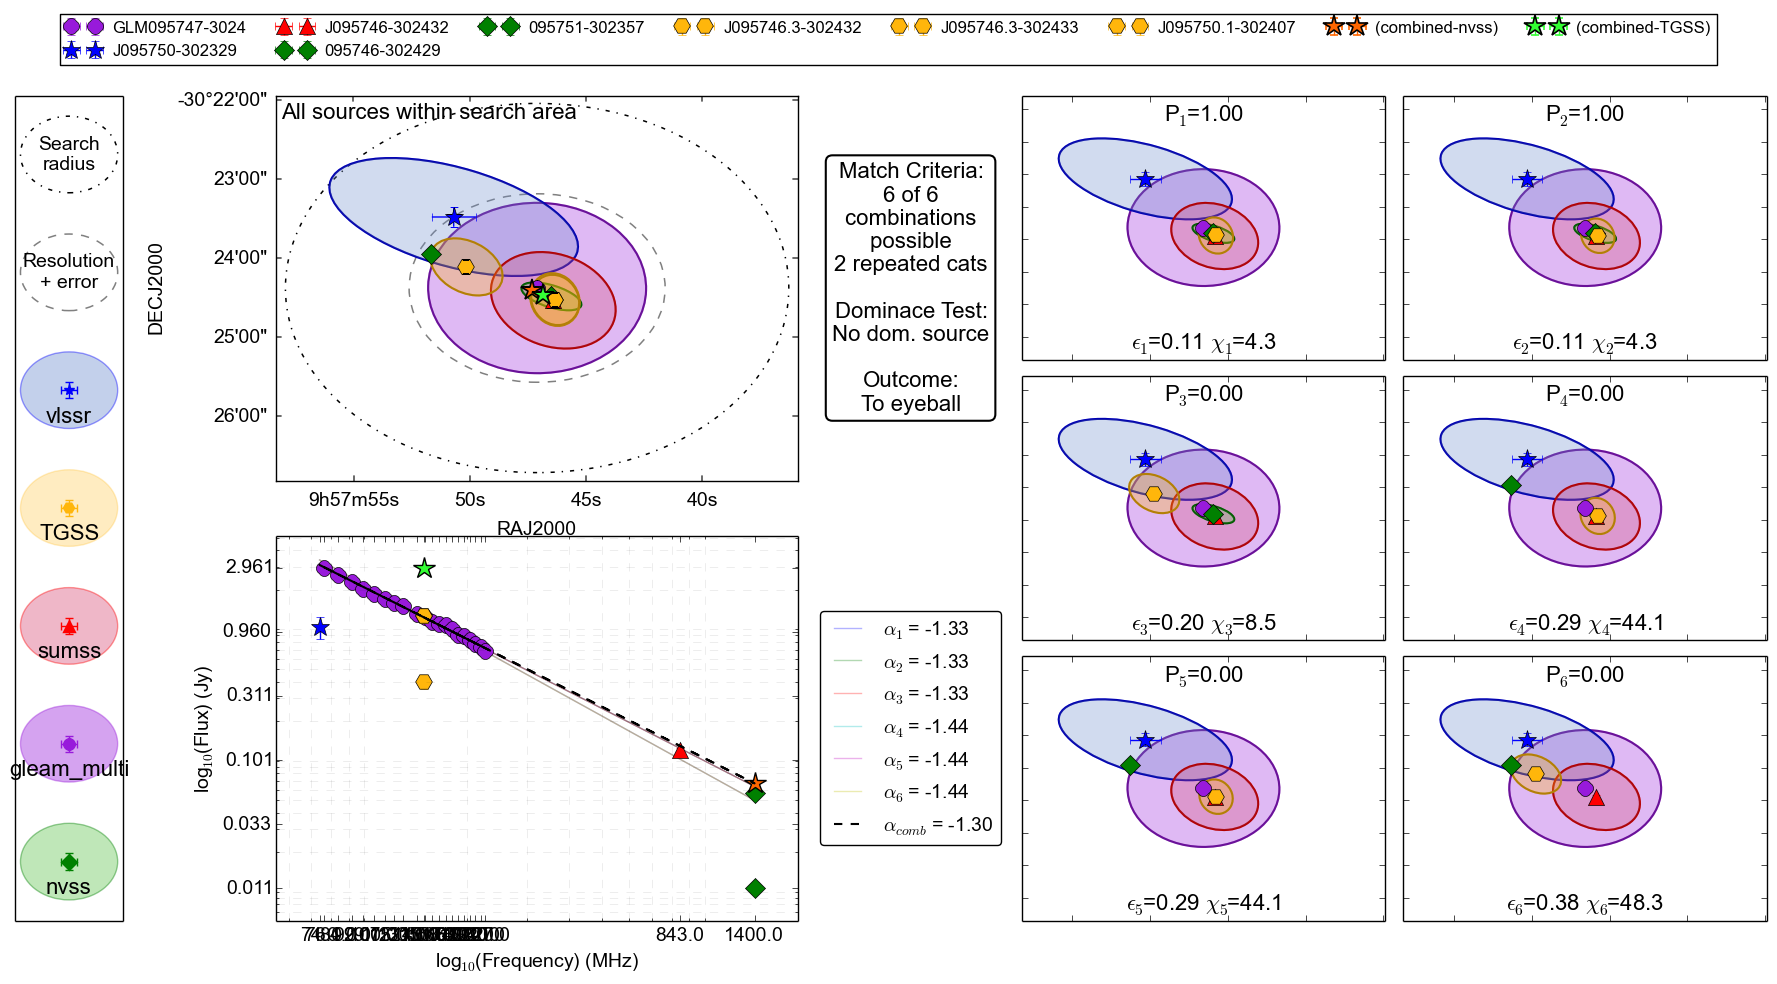 GLM095747-3024
J095746-302432
095751-302357
J095746.3-302432
J095746.3-302433
J095750.1-302407
(combined-nvss)
(combined-TGSS)
J095750-302329
095746-302429
Search
radius
Resolution
+ error
vlssr
TGSS
sumss
gleam_multi
nvss
All sources within search area
-30°22'00"
23'00"
24'00"
25'00"
26'00"
DECJ2000
9h57m55s
50s
45s
40s
RAJ2000
Match Criteria:
6 of 6
combinations
possible
2 repeated cats
Dominace Test:
No dom. source
Outcome:
To eyeball
2.961
0.960
0.311
0.101
0.033
0.011
log10(Flux) (Jy)
843.0
1400.0
log10(Frequency) (MHz)
α1 = -1.33
α2 = -1.33
α3 = -1.33
α4 = -1.44
α5 = -1.44
α6 = -1.44
αcomb = -1.30
P1=1.00
ϵ1=0.11 χ1=4.3
P2=1.00
ϵ2=0.11 χ2=4.3
P3=0.00
ϵ3=0.20 χ3=8.5
P4=0.00
ϵ4=0.29 χ4=44.1
P5=0.00
ϵ5=0.29 χ5=44.1
P6=0.00
ϵ6=0.38 χ6=48.3